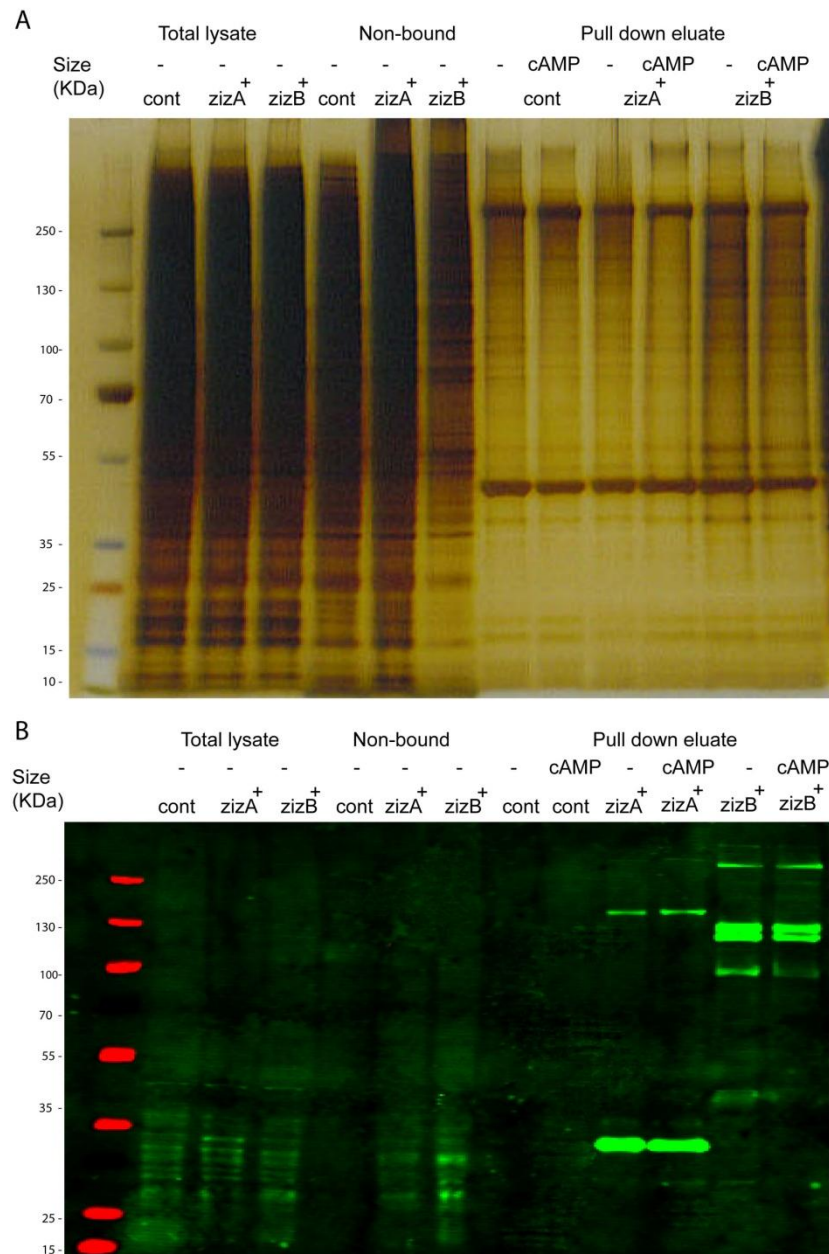 A
Total lysate Non-bound Pull down eluate
Size (KDa)
- - - - - - - cAMP - cAMP - cAMP
cont zizA+ zizB+ cont zizA+ zizB+ cont zizA+ zizB+
250 -
130 -
100-
70 -
55 -
35 -
25 -
15 -
10 -
B
Total lysate Non-bound Pull down eluate
Size (KDa)
- - - - - - - cAMP - cAMP - cAMP
cont zizA+ zizB+ cont zizA+ zizB+ cont cont zizA+ zizA+ zizB+ zizB+
250 -
130 -
100 -
70 -
55 -
35 -
25 -
15 -